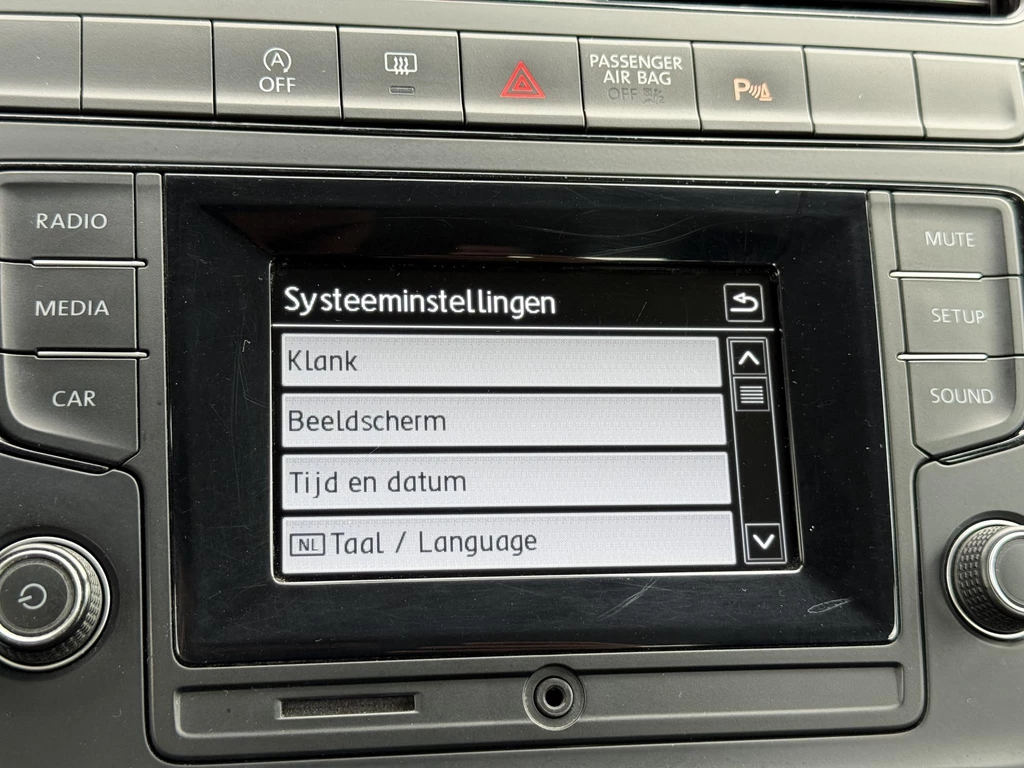 A
OFF
PASSENGER
AIR BAG
OFF
P
RADIO
MEDIA
CAR
MUTE
SETUP
SOUND
Systeeminstellingen
Klank
Beeldscherm
Tijd en datum
NL Taal / Language